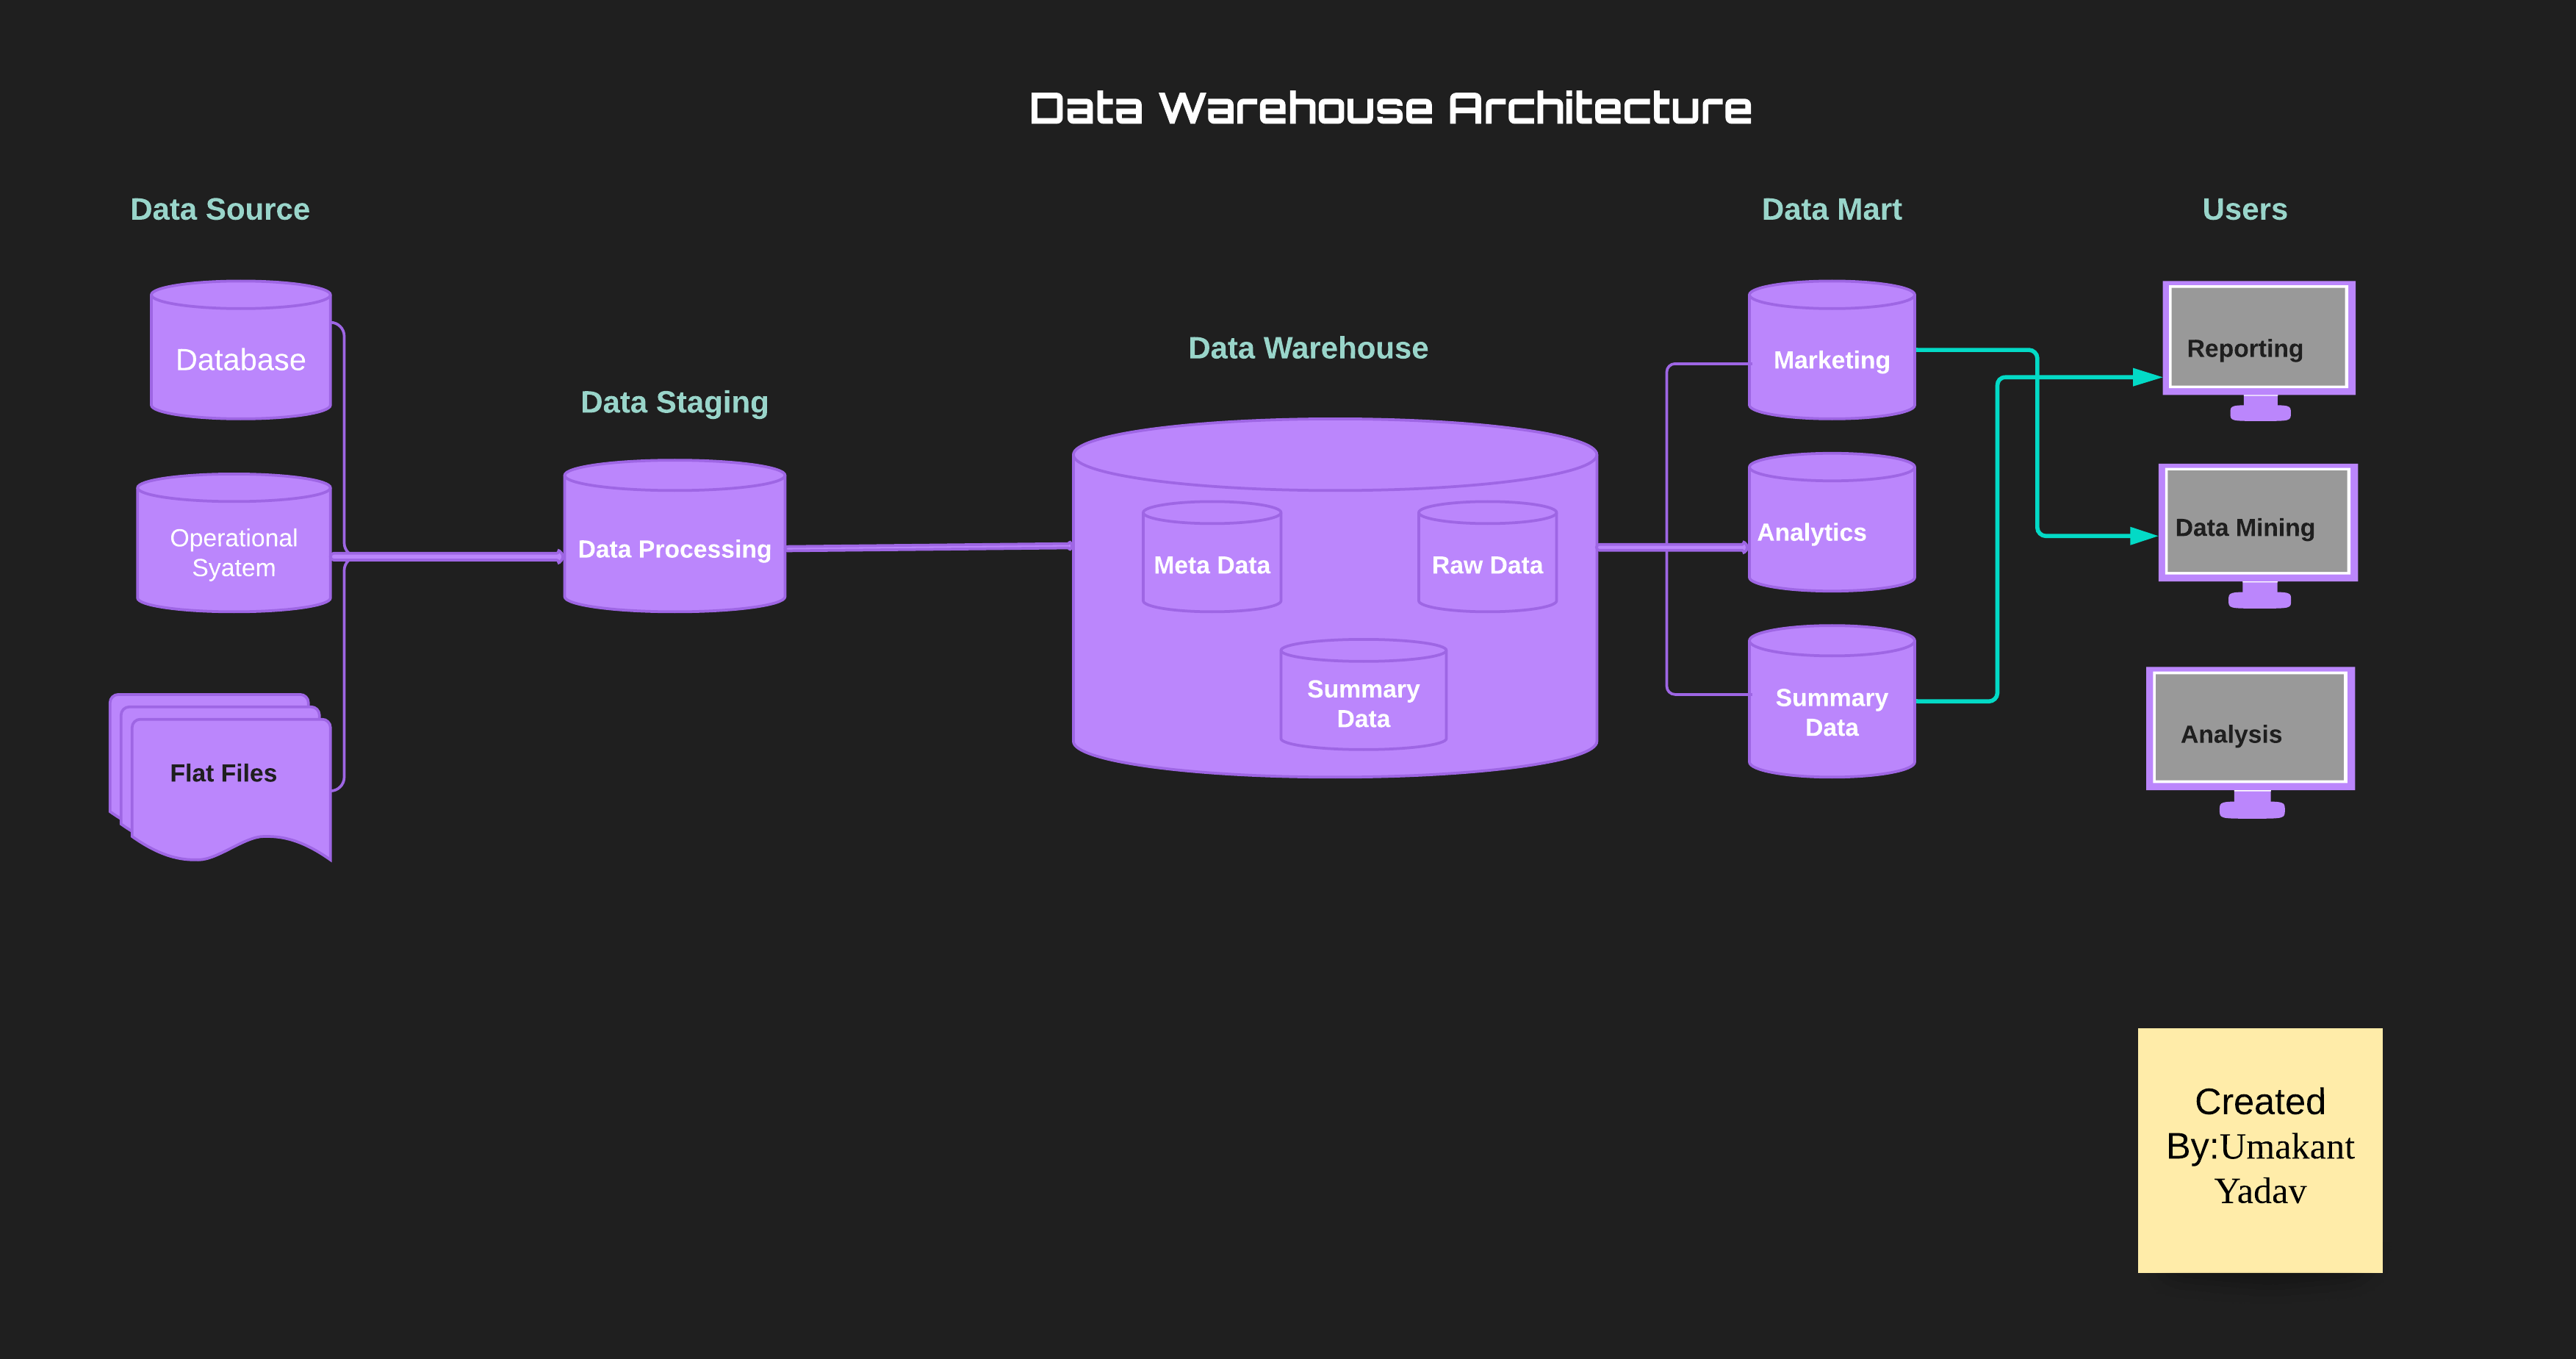 Data Warehouse Architecture
Data Source
Data Mart
Users
Data Warehouse
Data Staging
Database
Operational
Syatem
Flat Files
Data Processing
Meta Data
Raw Data
Summary
Data
Marketing
Analytics
Summary
Data
Reporting
Data Mining
Analysis
Created
By:Umakant
Yadav